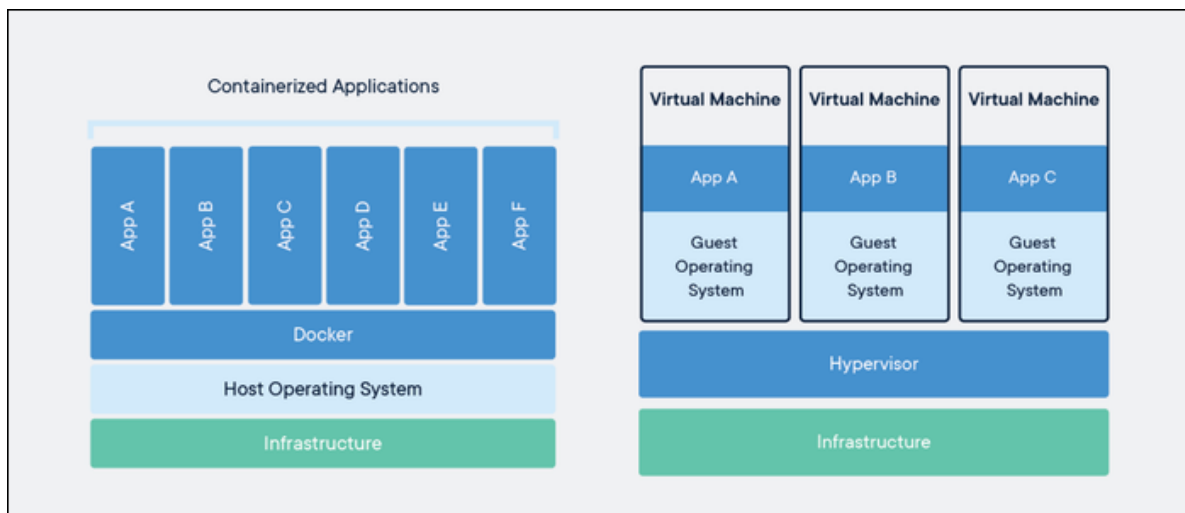 Containerized Applications
App A
App B
App C
App D
App E
App F
Docker
Host Operating System
Infrastructure
Virtual Machine
App A
Guest
Operating
System
Virtual Machine
App B
Guest
Operating
System
Virtual Machine
App C
Guest
Operating
System
Hypervisor
Infrastructure